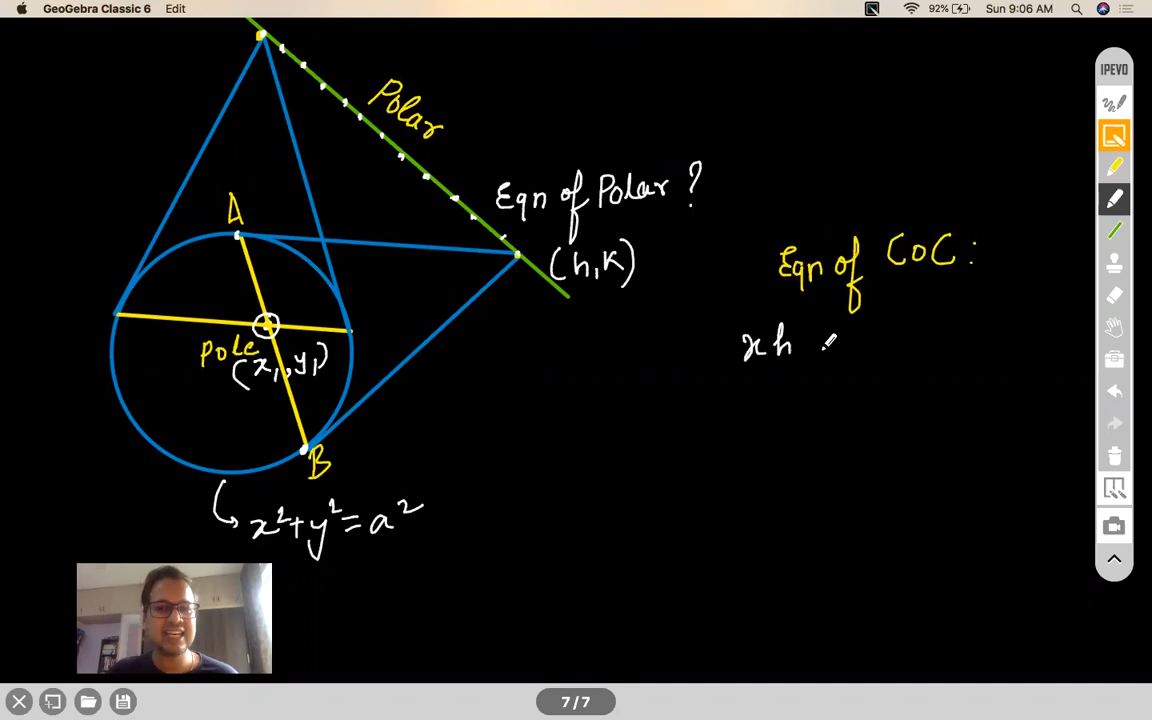 GeoGebra Classic 6 Edit 92% Sun 9:06 AM
IPEVO
Polar
A
Eqn of Polar ?
(h,K)
Eqn of COC:
xh
Pole
(x₁,y₁)
B
x²+y²=a²
7/7